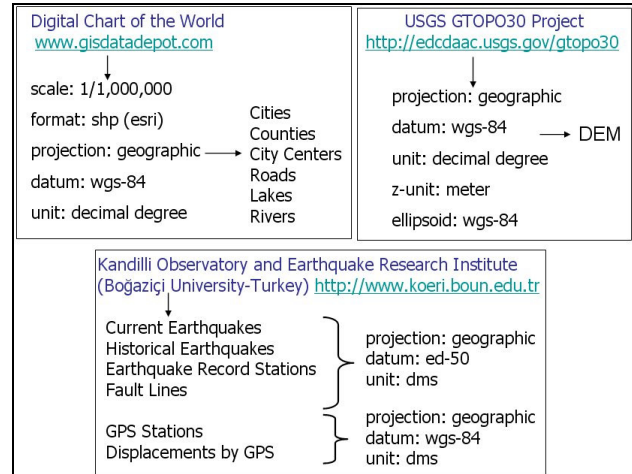 Digital Chart of the World
www.gisdatadepot.com
scale: 1/1,000,000
format: shp (esri)
projection: geographic
datum: wgs-84
unit: decimal degree
Cities
Counties
City Centers
Roads
Lakes
Rivers
USGS GTOPO30 Project
http://edcdaac.usgs.gov/gtopo30
projection: geographic
datum: wgs-84
unit: decimal degree
z-unit: meter
ellipsoid: wgs-84
DEM
Kandilli Observatory and Earthquake Research Institute
(Boğaziçi University-Turkey) http://www.koeri.boun.edu.tr
Current Earthquakes
Historical Earthquakes
Earthquake Record Stations
Fault Lines
projection: geographic
datum: ed-50
unit: dms
GPS Stations
Displacements by GPS
projection: geographic
datum: wgs-84
unit: dms